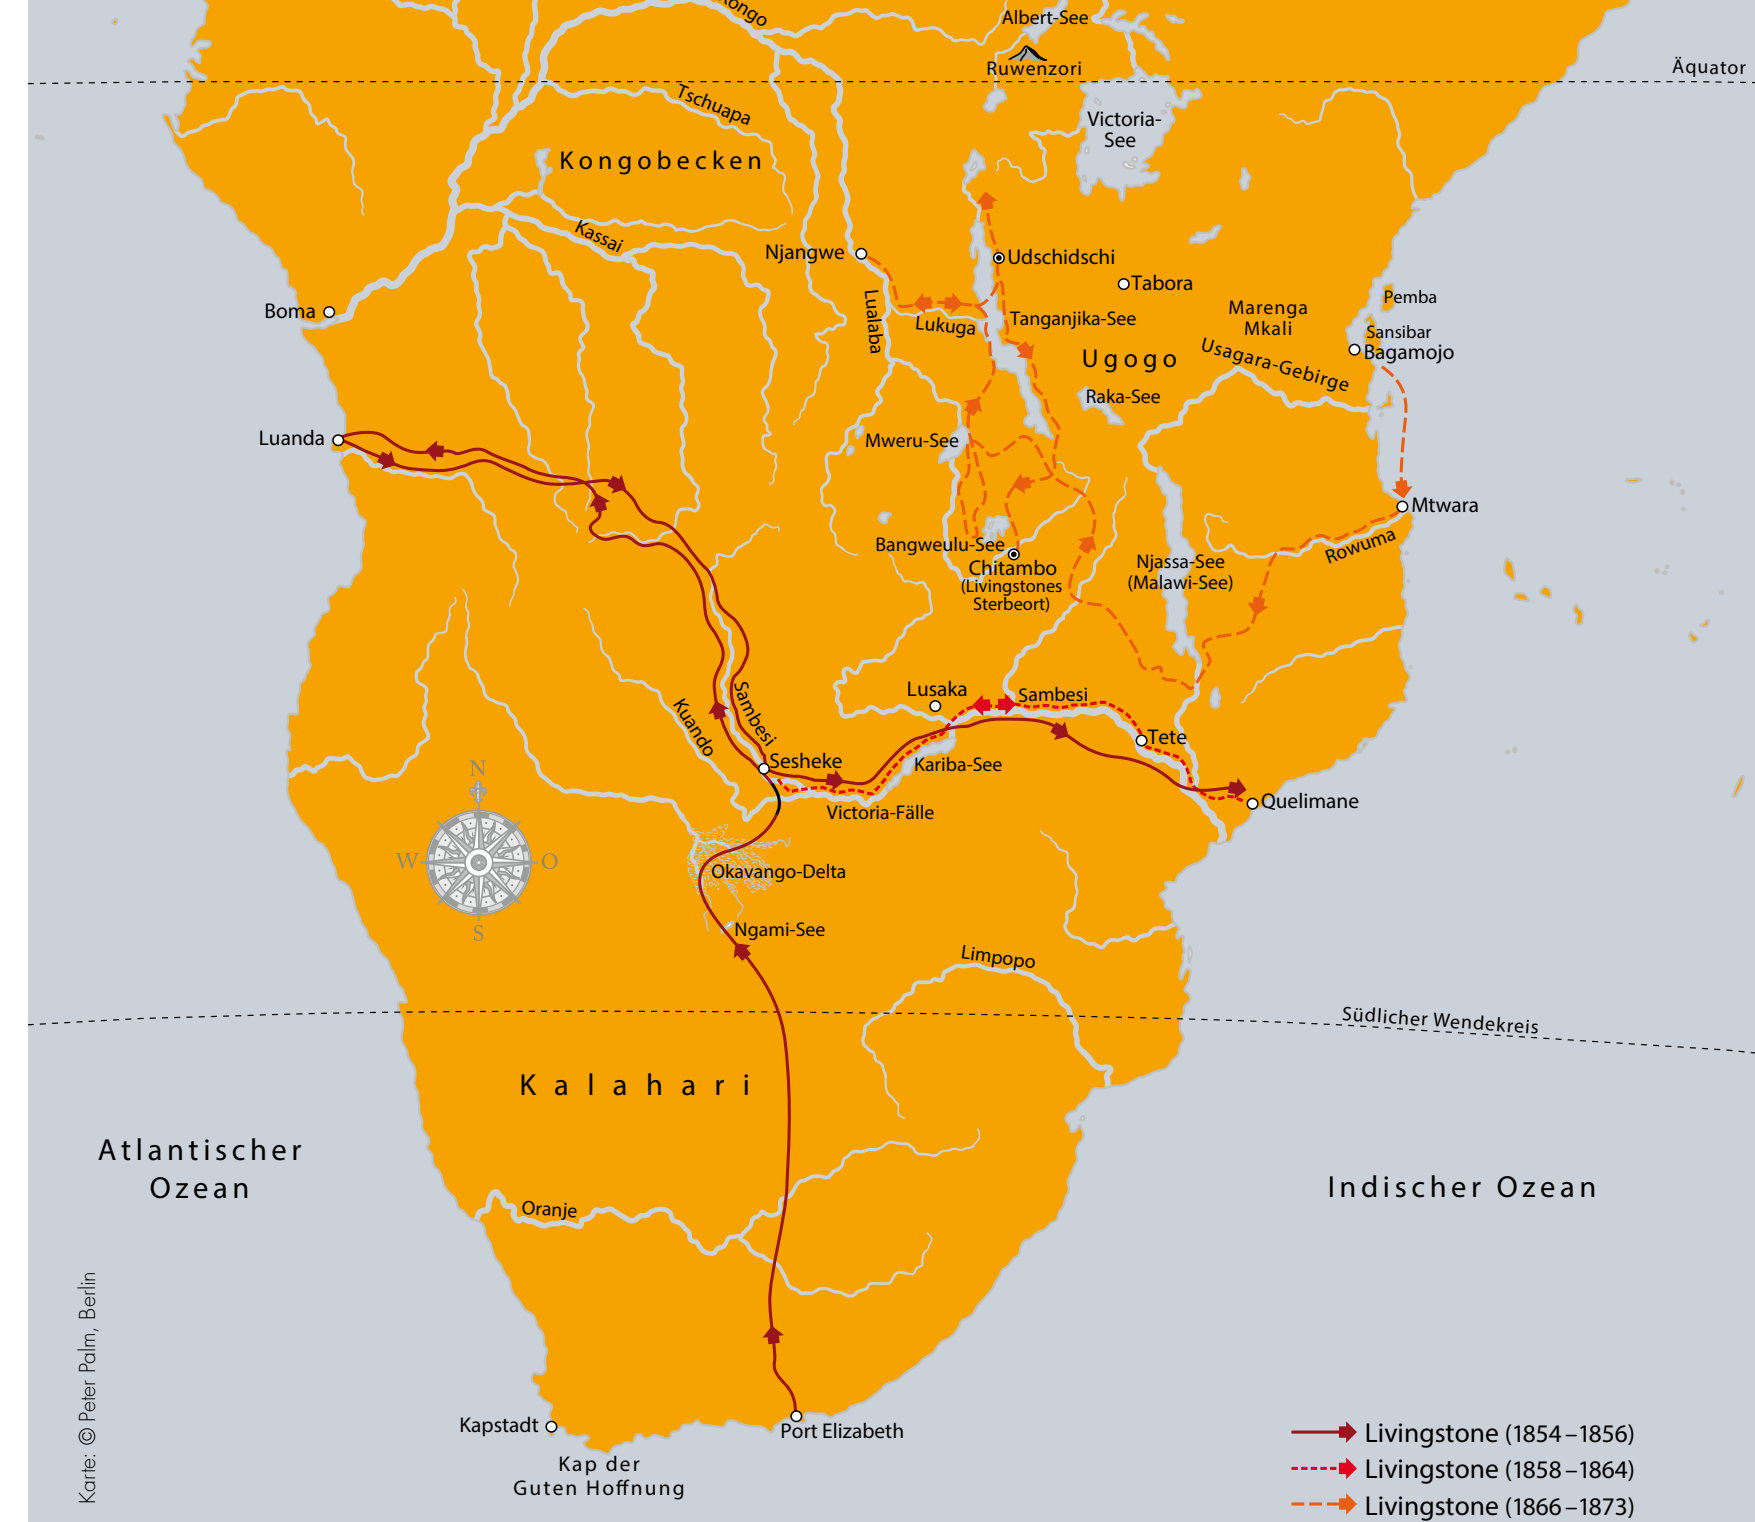 Kongo
Albert-See
Ruwenzori
Äquator
Tschuapa
Victoria-
See
Kongobecken
Kassai
Njangwe
Udschidschi
Tabora
Boma
Lualaba
Lukuga
Tanganjika-See
Marenga
Mkali
Pemba
Sansibar
Bagamojo
Ugogo
Usagara-Gebirge
Raka-See
Luanda
Mweru-See
Mtwara
Rowuma
Bangweulu-See
Chitambo
(Livingstones
Sterbeort)
Njassa-See
(Malawi-See)
Lusaka
Sambesi
Sambesi
Kuando
Tete
Sesheke
Kariba-See
Quelimane
Victoria-Fälle
N
W
O
S
Okavango-Delta
Ngami-See
Limpopo
Südlicher Wendekreis
Kalahari
Atlantischer
Ozean
Indischer Ozean
Oranje
Karte: © Peter Palm, Berlin
Kapstadt
Port Elizabeth
Kap der
Guten Hoffnung
Livingstone (1854–1856)
Livingstone (1858–1864)
Livingstone (1866–1873)